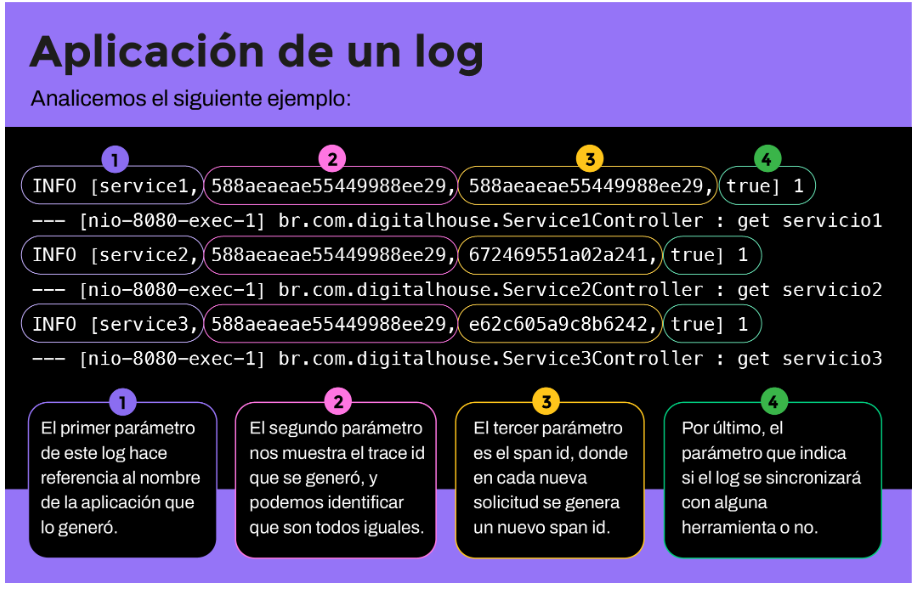 Aplicación de un log
Analicemos el siguiente ejemplo:
1 2 3 4
INFO [service1, 588aeaeae55449988ee29, 588aeaeae55449988ee29, true] 1
--- [nio-8080-exec-1] br.com.digitalhouse.Service1Controller : get servicio1
INFO [service2, 588aeaeae55449988ee29, 672469551a02a241, true] 1
--- [nio-8080-exec-1] br.com.digitalhouse.Service2Controller : get servicio2
INFO [service3, 588aeaeae55449988ee29, e62c605a9c8b6242, true] 1
--- [nio-8080-exec-1] br.com.digitalhouse.Service3Controller : get servicio3
1
El primer parámetro
de este log hace
referencia al nombre
de la aplicación que
lo generó.
2
El segundo parámetro
nos muestra el trace id
que se generó, y
podemos identificar
que son todos iguales.
3
El tercer parámetro
es el span id, donde
en cada nueva
solicitud se genera
un nuevo span id.
4
Por último, el
parámetro que indica
si el log se sincronizará
con alguna
herramienta o no.